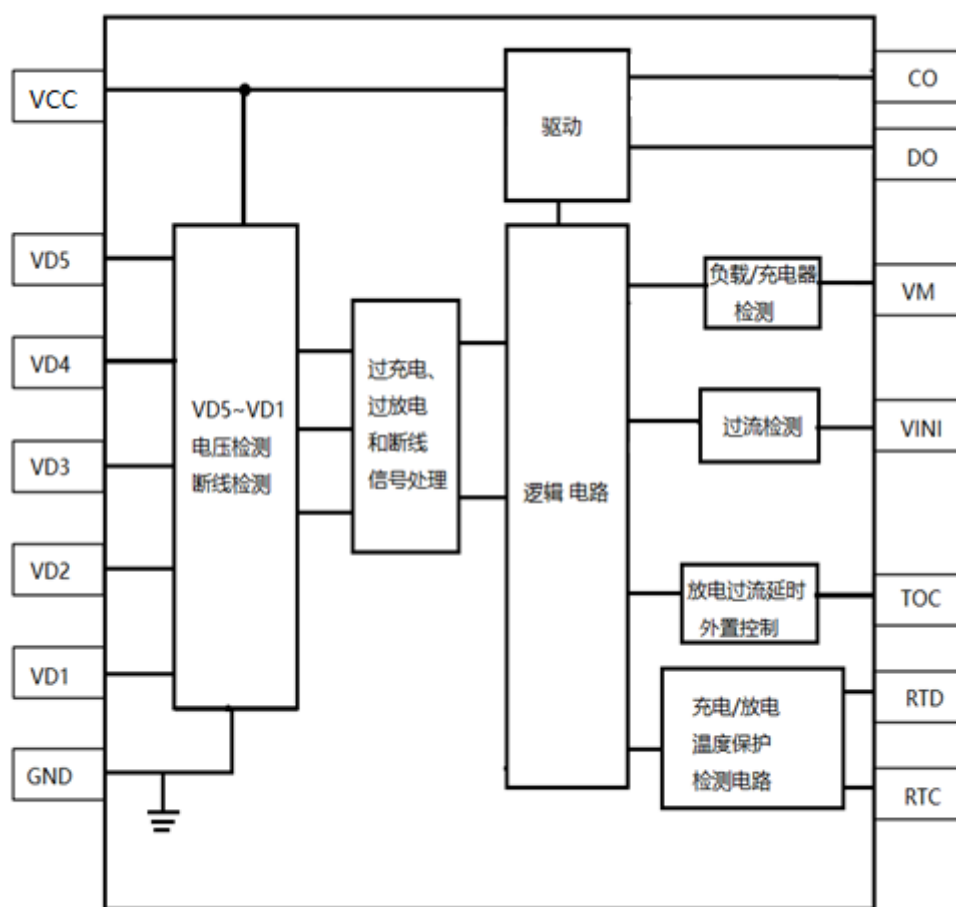 VCC
VD5
VD4
VD3
VD2
VD1
GND
VD5~VD1
电压检测
断线检测
过充电、
过放电
和断线
信号处理
驱动
逻辑 电路
负载/充电器
检测
过流检测
放电过流延时
外置控制
充电/放电
温度保护
检测电路
CO
DO
VM
VINI
TOC
RTD
RTC